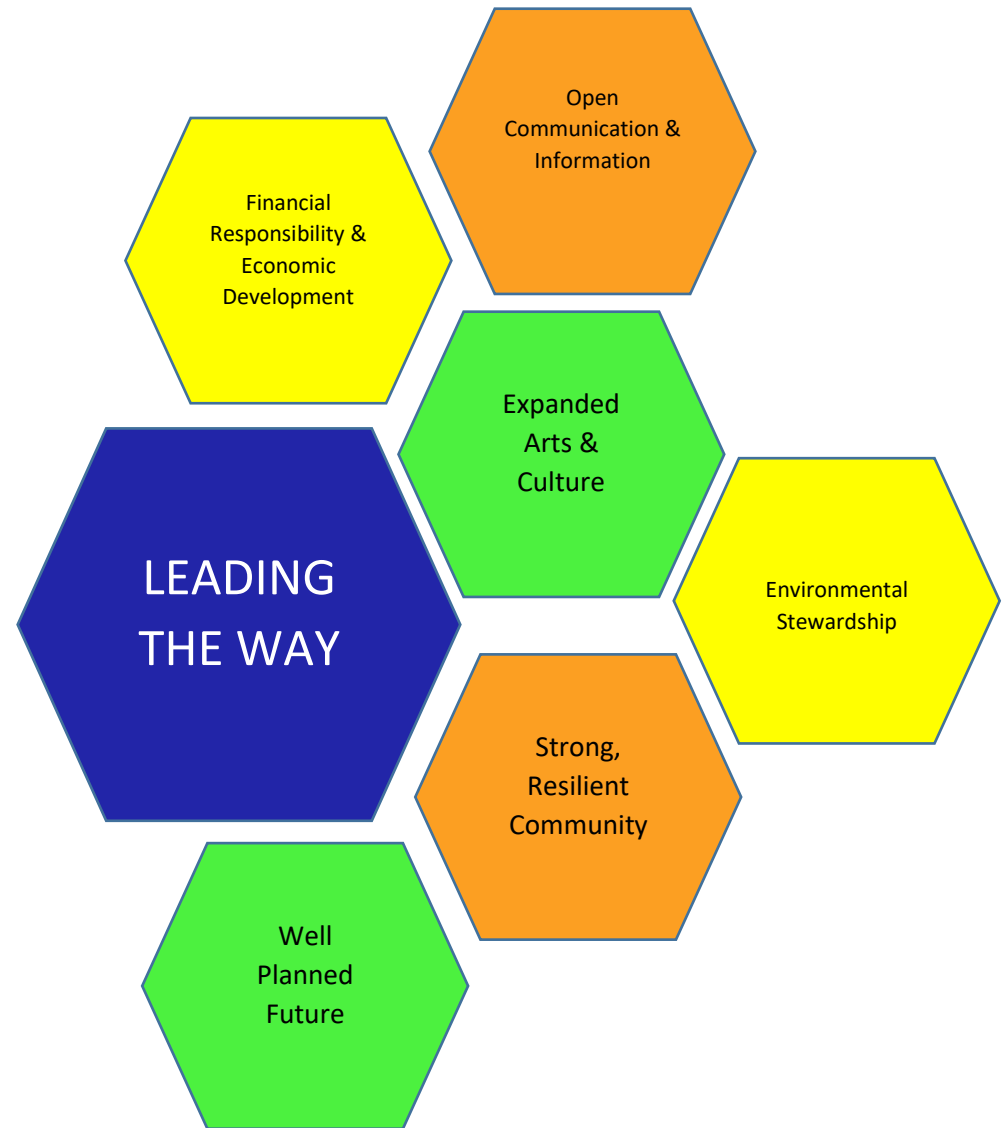 Open
Communication &
Information
Financial
Responsibility &
Economic
Development
Expanded
Arts &
Culture
LEADING
THE WAY
Environmental
Stewardship
Strong,
Resilient
Community
Well
Planned
Future